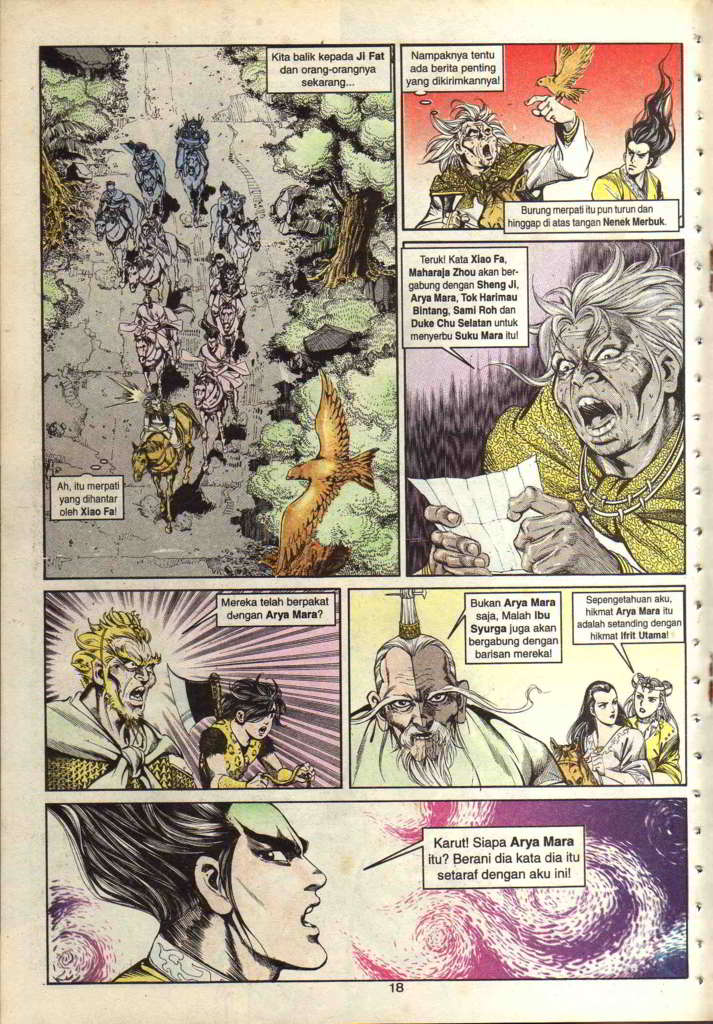 Kita balik kepada Ji Fat
dan orang-orangnya
sekarang...
Ah, itu merpati
yang dihantar
oleh Xiao Fa!
Nampaknya tentu
ada berita penting
yang dikirimkannya!
Burung merpati itu pun turun dan
hinggap di atas tangan Nenek Merbuk.
Teruk! Kata Xiao Fa,
Maharaja Zhou akan ber-
gabung dengan Sheng Ji,
Arya Mara, Tok Harimau
Bintang, Sami Roh dan
Duke Chu Selatan untuk
menyerbu Suku Mara itu!
Mereka telah berpakat
dengan Arya Mara?
Bukan Arya Mara
saja, Malah Ibu
Syurga juga akan
bergabung dengan
barisan mereka!
Sepengetahuan aku,
hikmat Arya Mara itu
adalah setanding dengan
hikmat Ifrit Utama!
Karut! Siapa Arya Mara
itu? Berani dia kata dia itu
setaraf dengan aku ini!
18